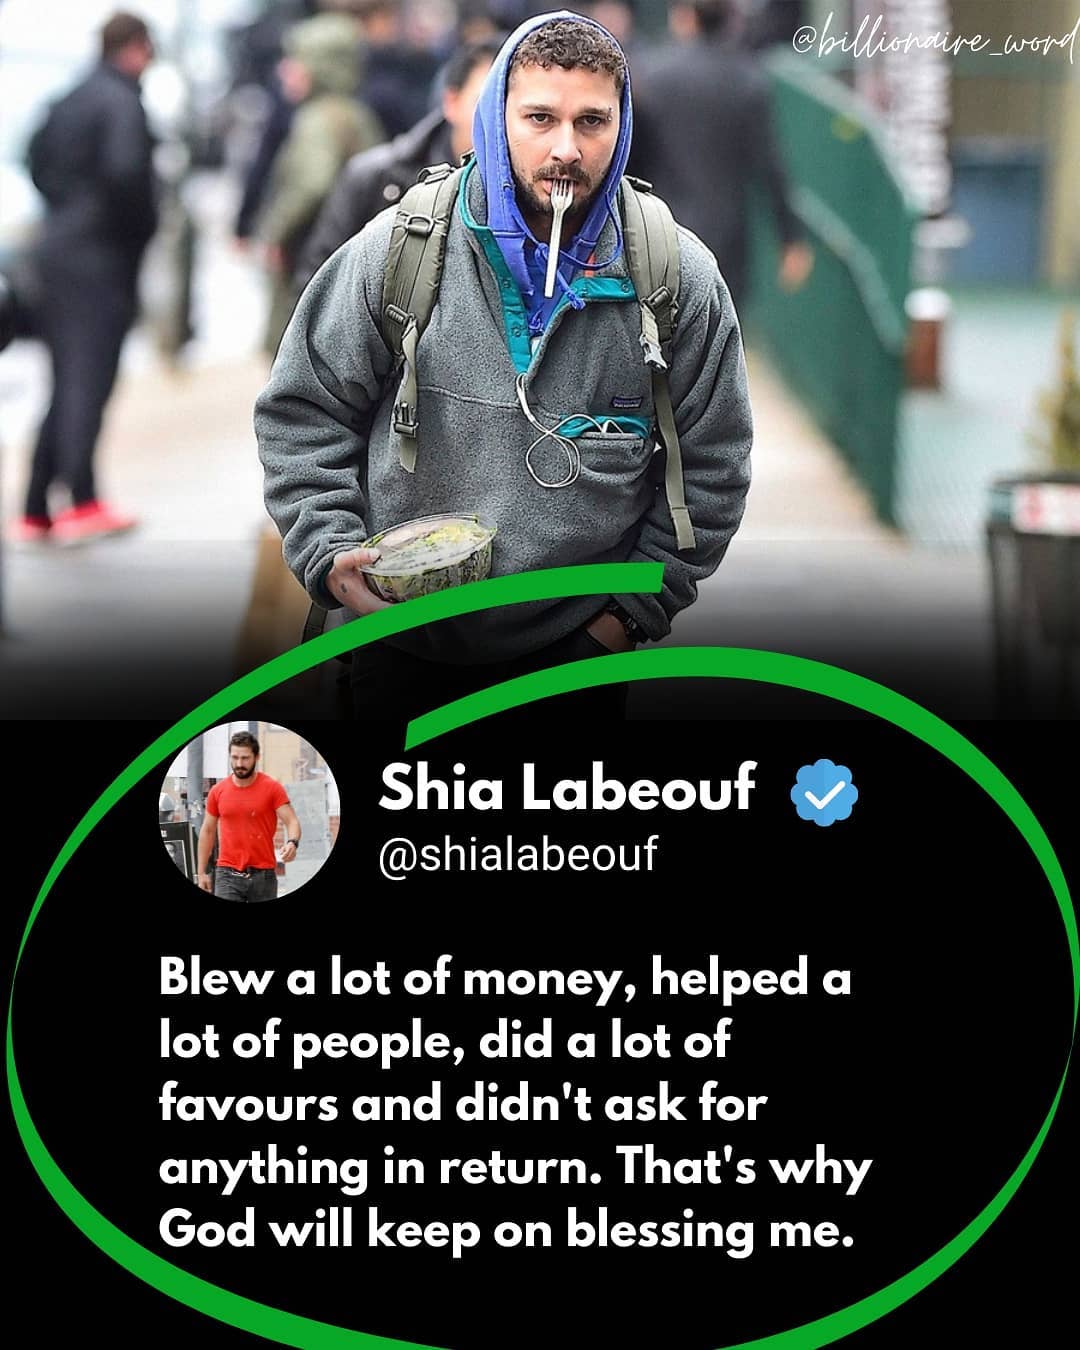 @billionaire_word
Shia Labeouf
@shialabeouf
Blew a lot of money, helped a
lot of people, did a lot of
favours and didn't ask for
anything in return. That's why
God will keep on blessing me.